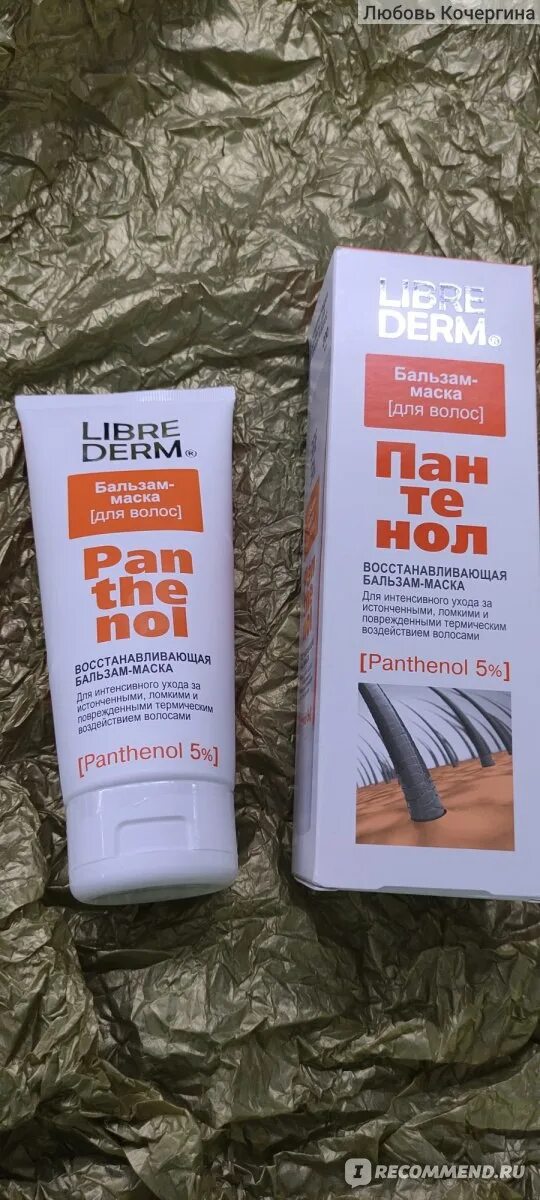 Любовь Кочергина
LIBRE
DERM®
Бальзам-
маска
[для волос]
Pan
the
nol
ВОССТАНАВЛИВАЮЩАЯ
БАЛЬЗАМ-МАСКА
Для интенсивного ухода за
истонченными, ломкими и
поврежденными термическим
воздействием волосами
[Panthenol 5%]
LIBRE
DERM®
Бальзам-
маска
[для волос]
Пан
те
нол
ВОССТАНАВЛИВАЮЩАЯ
БАЛЬЗАМ-МАСКА
Для интенсивного ухода за
истонченными, ломкими и
поврежденными термическим
воздействием волосами
[Panthenol 5%]
IRECOMMEND.RU